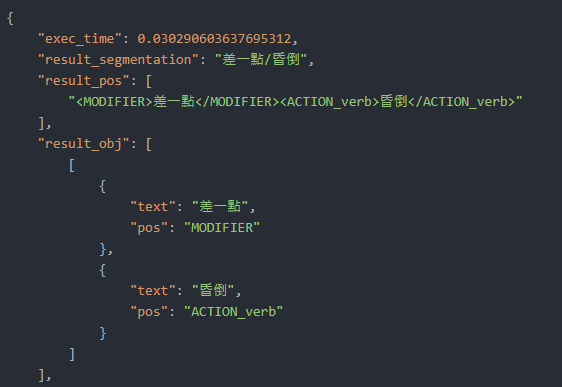 {
"exec_time": 0.030290603637695312,
"result_segmentation": "差一點/昏倒",
"result_pos": [
"<MODIFIER>差一點</MODIFIER><ACTION_verb>昏倒</ACTION_verb>"
],
"result_obj": [
[
{
"text": "差一點",
"pos": "MODIFIER"
},
{
"text": "昏倒",
"pos": "ACTION_verb"
}
]
],